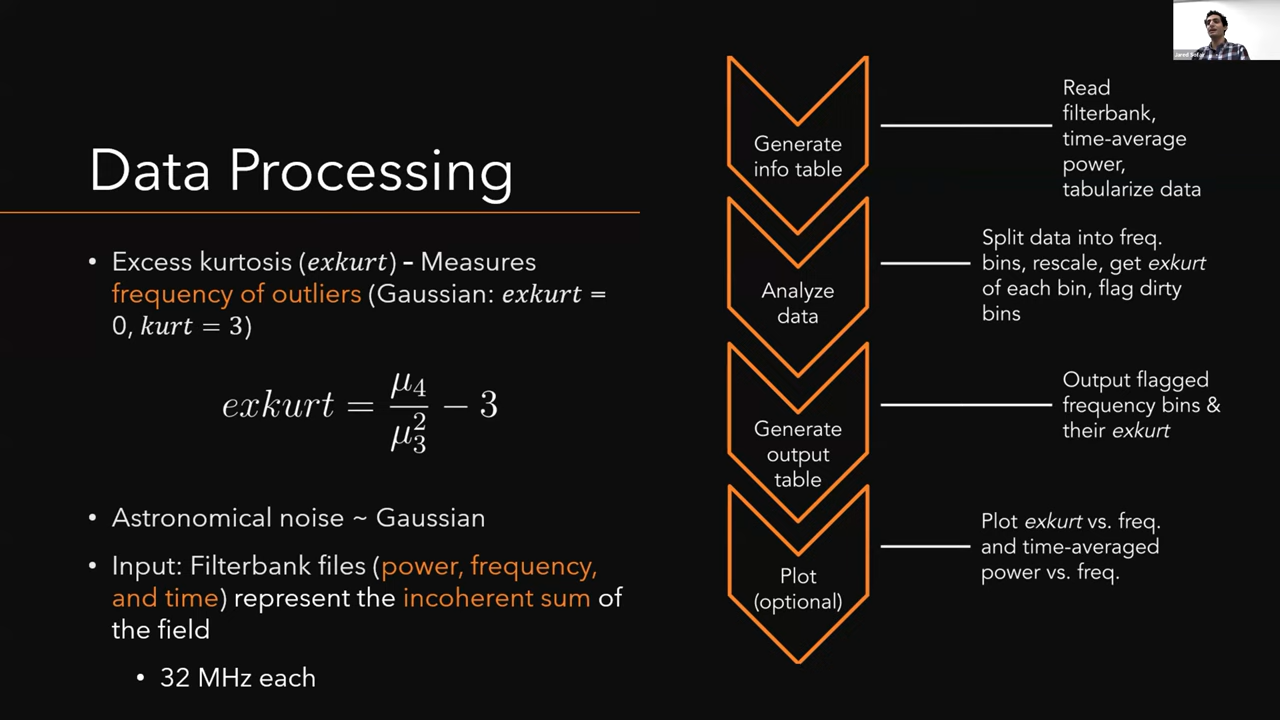 Data Processing
• Excess kurtosis (exkurt) – Measures
frequency of outliers (Gaussian: exkurt =
0, kurt = 3)
exkurt = μ₄/μ₃² − 3
• Astronomical noise ~ Gaussian
• Input: Filterbank files (power, frequency,
and time) represent the incoherent sum of
the field
• 32 MHz each
Generate
info table
Read
filterbank,
time-average
power,
tabularize data
Analyze
data
Split data into freq.
bins, rescale, get exkurt
of each bin, flag dirty
bins
Generate
output
table
Output flagged
frequency bins &
their exkurt
Plot
(optional)
Plot exkurt vs. freq.
and time-averaged
power vs. freq.
Jared